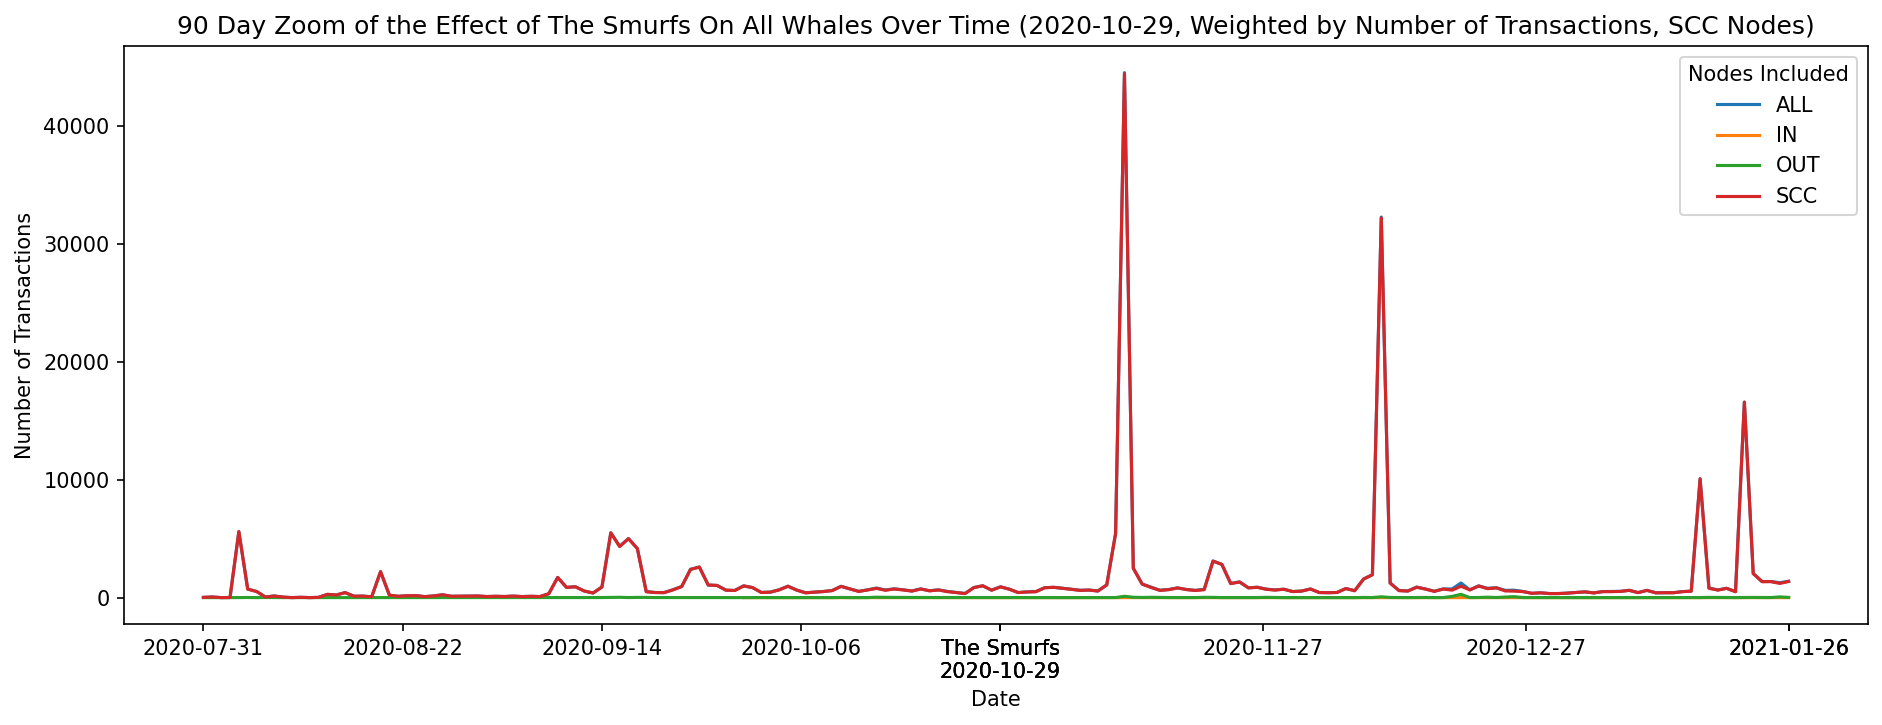 90 Day Zoom of the Effect of The Smurfs On All Whales Over Time (2020-10-29, Weighted by Number of Transactions, SCC Nodes)
Nodes Included
ALL
IN
OUT
SCC
Number of Transactions
40000
30000
20000
10000
0
2020-07-31
2020-08-22
2020-09-14
2020-10-06
The Smurfs
2020-10-29
2020-11-27
2020-12-27
2021-01-26
Date